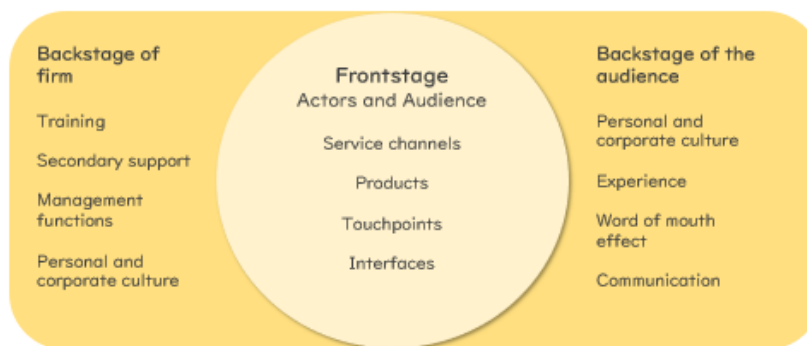 Backstage of
firm
Training
Secondary support
Management
functions
Personal and
corporate culture
Frontstage
Actors and Audience
Service channels
Products
Touchpoints
Interfaces
Backstage of the
audience
Personal and
corporate culture
Experience
Word of mouth
effect
Communication